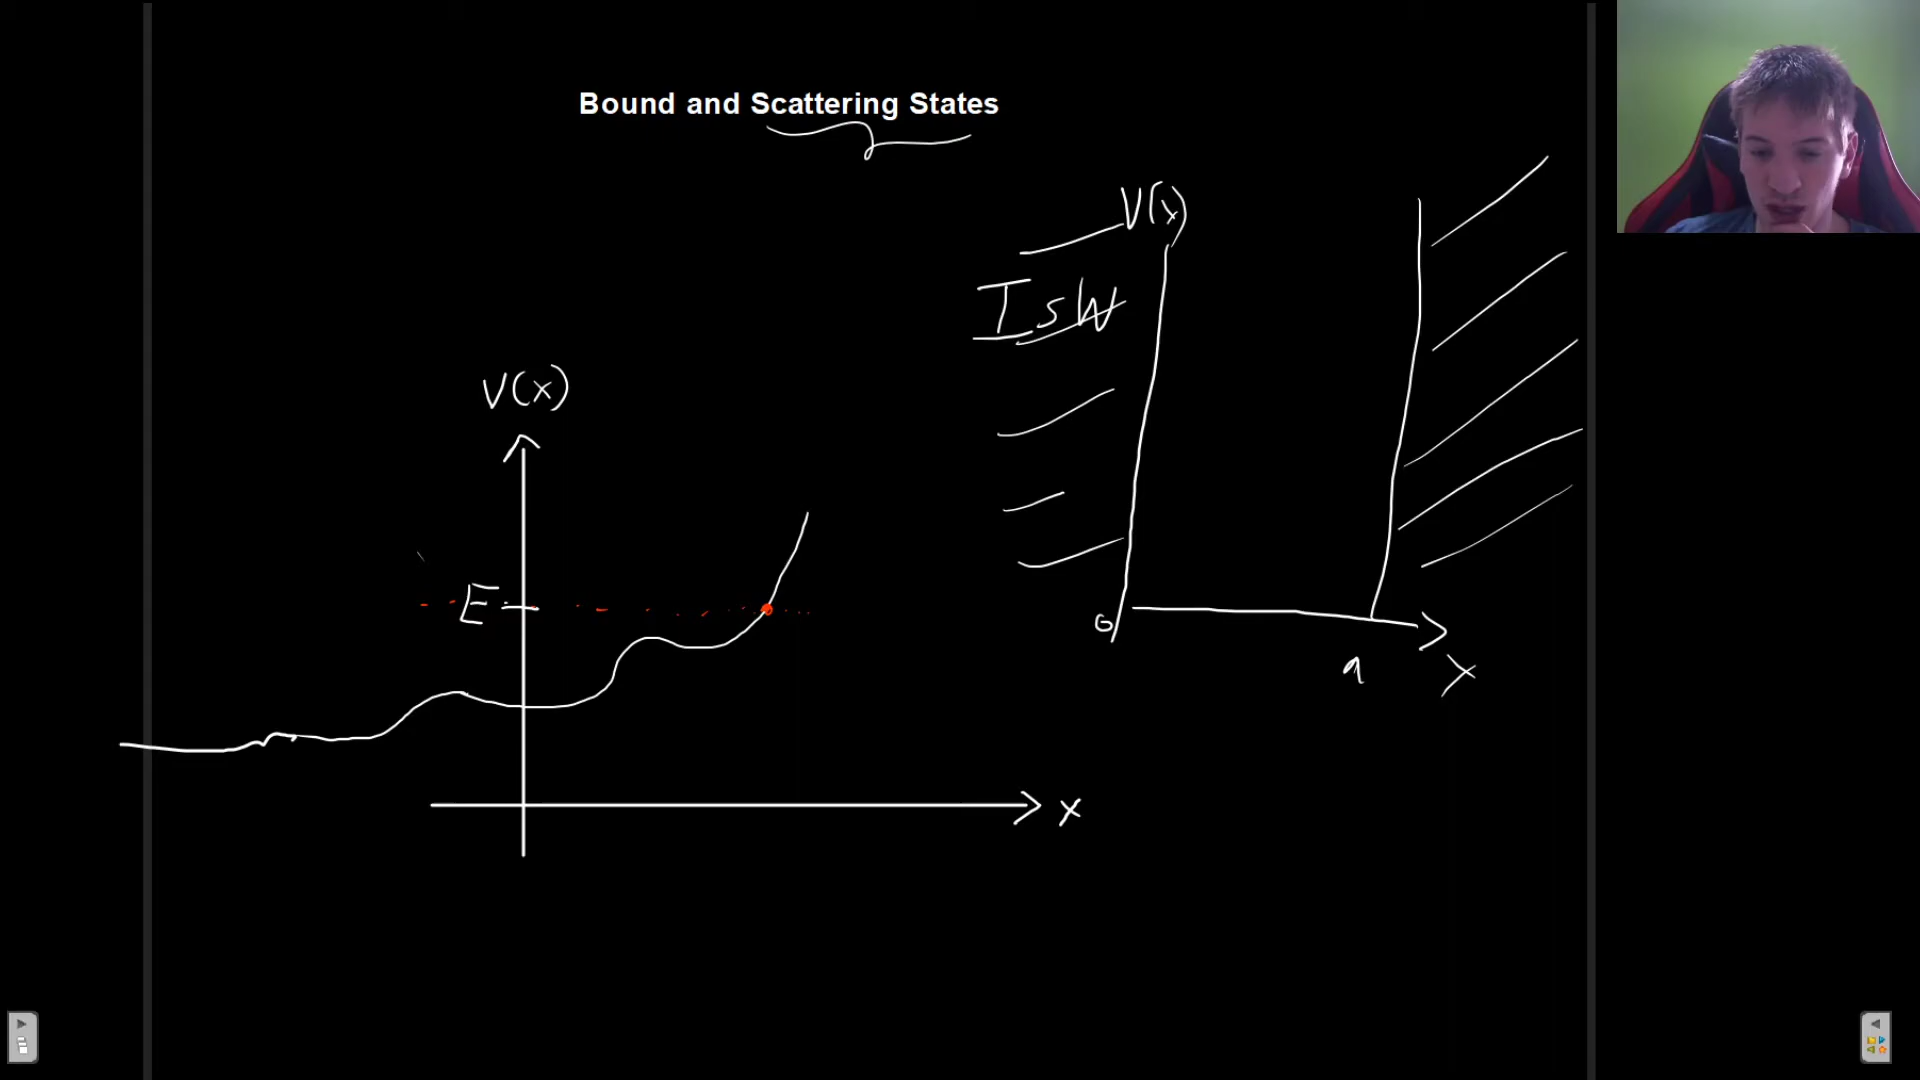 Bound and Scattering States
V(x)
ISW
V(x)
E
0
a
x
x